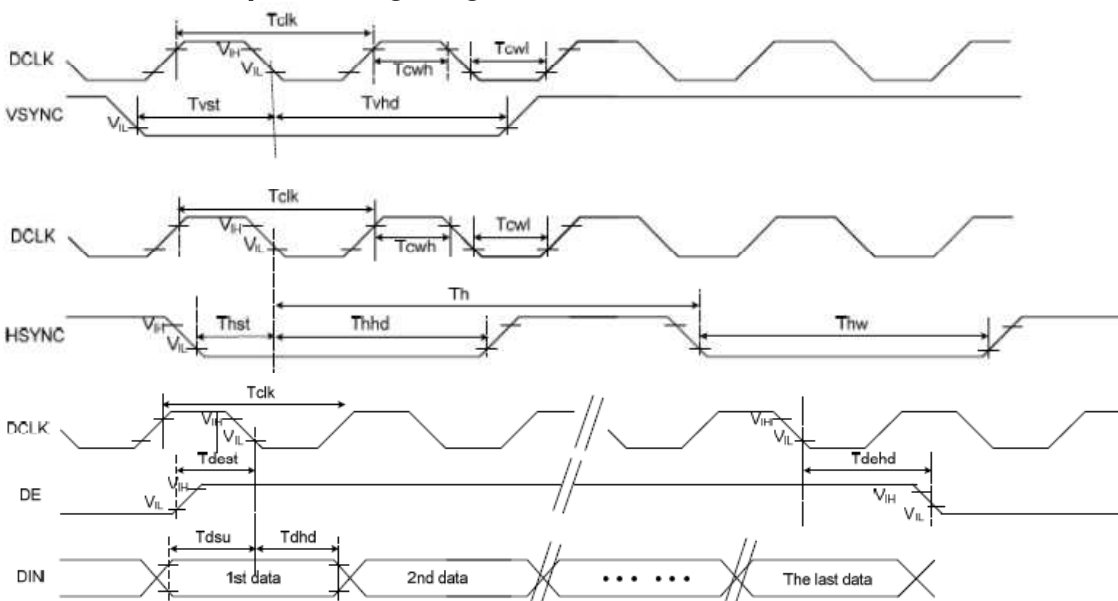 Tclk
DCLK VIH VIL Tcwh Tcwl
VSYNC VIL Tvst Tvhd
Tclk
DCLK VIH VIL Tcwh Tcwl
Th
HSYNC VIH VIL Thst Thhd Thw
Tclk
DCLK VIH VIL VIH VIL
Tdest Tdehd
DE VIH VIL VIH VIL
Tdsu Tdhd
DIN 1st data 2nd data • • • • • • The last data